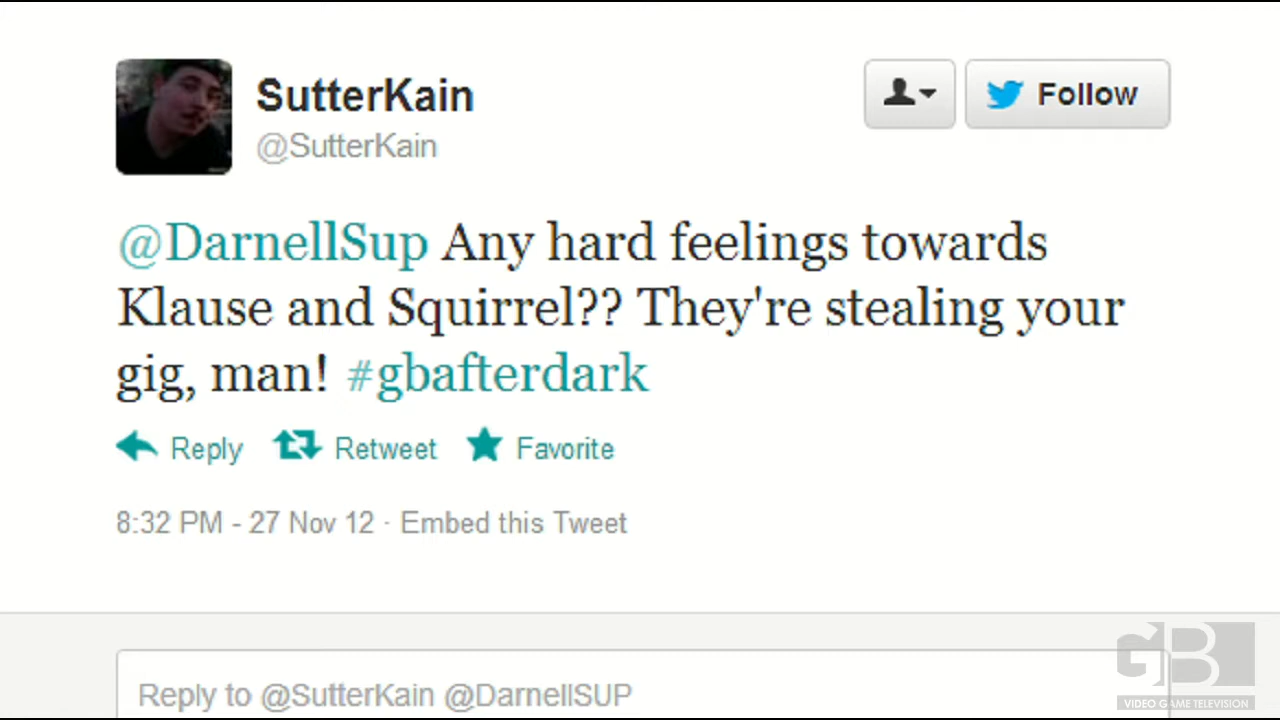 SutterKain
@SutterKain
Follow
@DarnellSup Any hard feelings towards
Klause and Squirrel?? They're stealing your
gig, man! #gbafterdark
Reply Retweet Favorite
8:32 PM - 27 Nov 12 · Embed this Tweet
Reply to @SutterKain @DarnellSUP
GB
VIDEO GAME TELEVISION